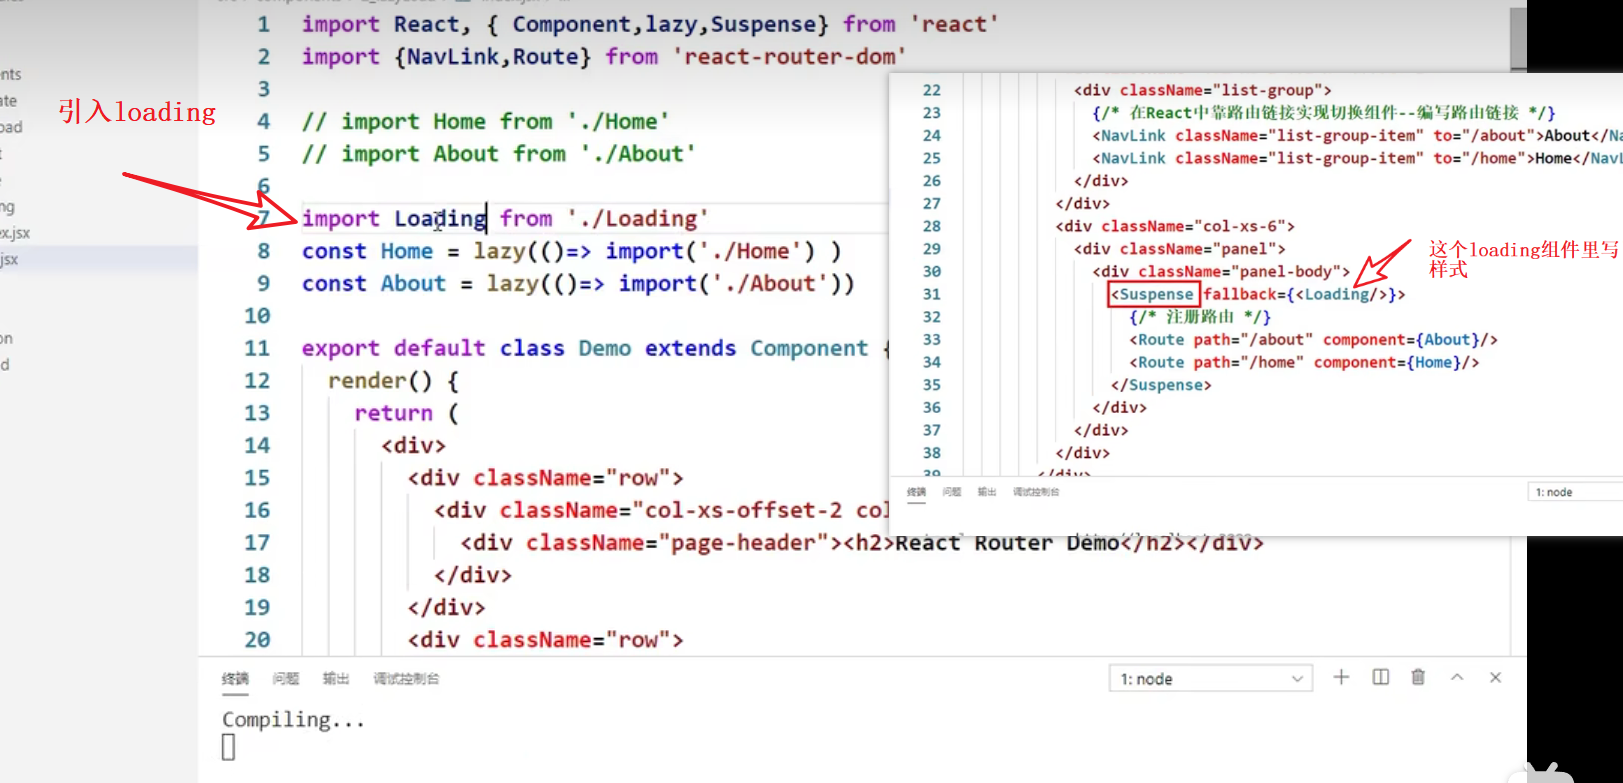 1 import React, { Component,lazy,Suspense} from 'react'
2 import {NavLink,Route} from 'react-router-dom'
3
4 // import Home from './Home'
5 // import About from './About'
6
7 import Loading from './Loading'
8 const Home = lazy(()=> import('./Home') )
9 const About = lazy(()=> import('./About'))
10
11 export default class Demo extends Component {
12 render() {
13 return (
14 <div>
15 <div className="row">
16 <div className="col-xs-offset-2 col
17 <div className="page-header"><h2>React Router Demo</h2></div>
18 </div>
19 </div>
20 <div className="row">
引入loading
nts
ate
oad
t
e
ng
ex.jsx
jsx
on
d
22 <div className="list-group">
23 {/* 在React中靠路由链接实现切换组件--编写路由链接 */}
24 <NavLink className="list-group-item" to="/about">About</Na
25 <NavLink className="list-group-item" to="/home">Home</NavL
26 </div>
27 </div>
28 <div className="col-xs-6">
29 <div className="panel">
30 <div className="panel-body">
31 <Suspense fallback={<Loading/>}>
32 {/* 注册路由 */}
33 <Route path="/about" component={About}/>
34 <Route path="/home" component={Home}/>
35 </Suspense>
36 </div>
37 </div>
38 </div>
39 </div>
这个loading组件里写
样式
终端 问题 输出 调试控制台 1: node
终端 问题 输出 调试控制台 1: node
Compiling...